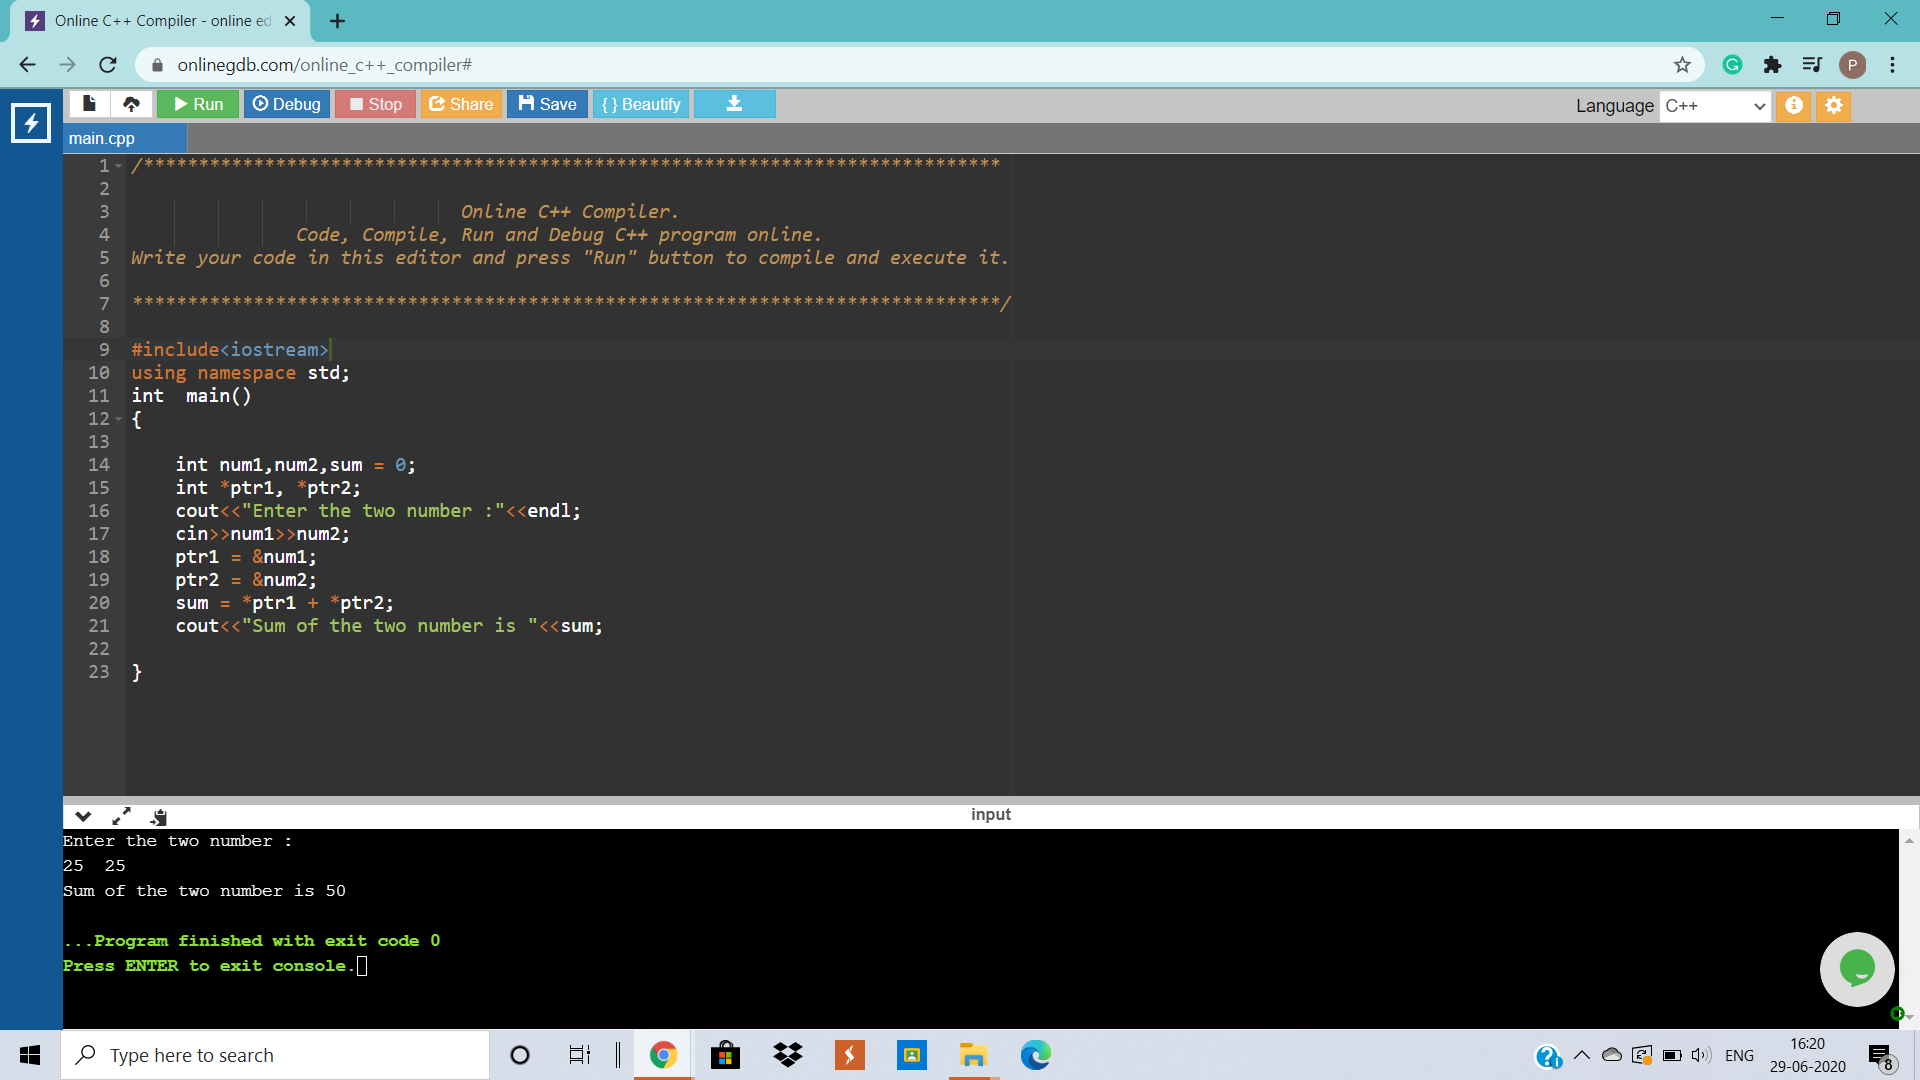 Online C++ Compiler - online ed
onlinegdb.com/online_c++_compiler#
P
Run Debug Stop Share Save { } Beautify Language C++
main.cpp
1 /******************************************************************************
2
3 Online C++ Compiler.
4 Code, Compile, Run and Debug C++ program online.
5 Write your code in this editor and press "Run" button to compile and execute it.
6
7 *******************************************************************************/
8
9 #include<iostream>
10 using namespace std;
11 int  main()
12 {
13
14 int num1,num2,sum = 0;
15 int *ptr1, *ptr2;
16 cout<<"Enter the two number :"<<endl;
17 cin>>num1>>num2;
18 ptr1 = &num1;
19 ptr2 = &num2;
20 sum = *ptr1 + *ptr2;
21 cout<<"Sum of the two number is "<<sum;
22
23 }
input
Enter the two number :
25  25
Sum of the two number is 50
...Program finished with exit code 0
Press ENTER to exit console.
Type here to search
ENG
16:20
29-06-2020
8